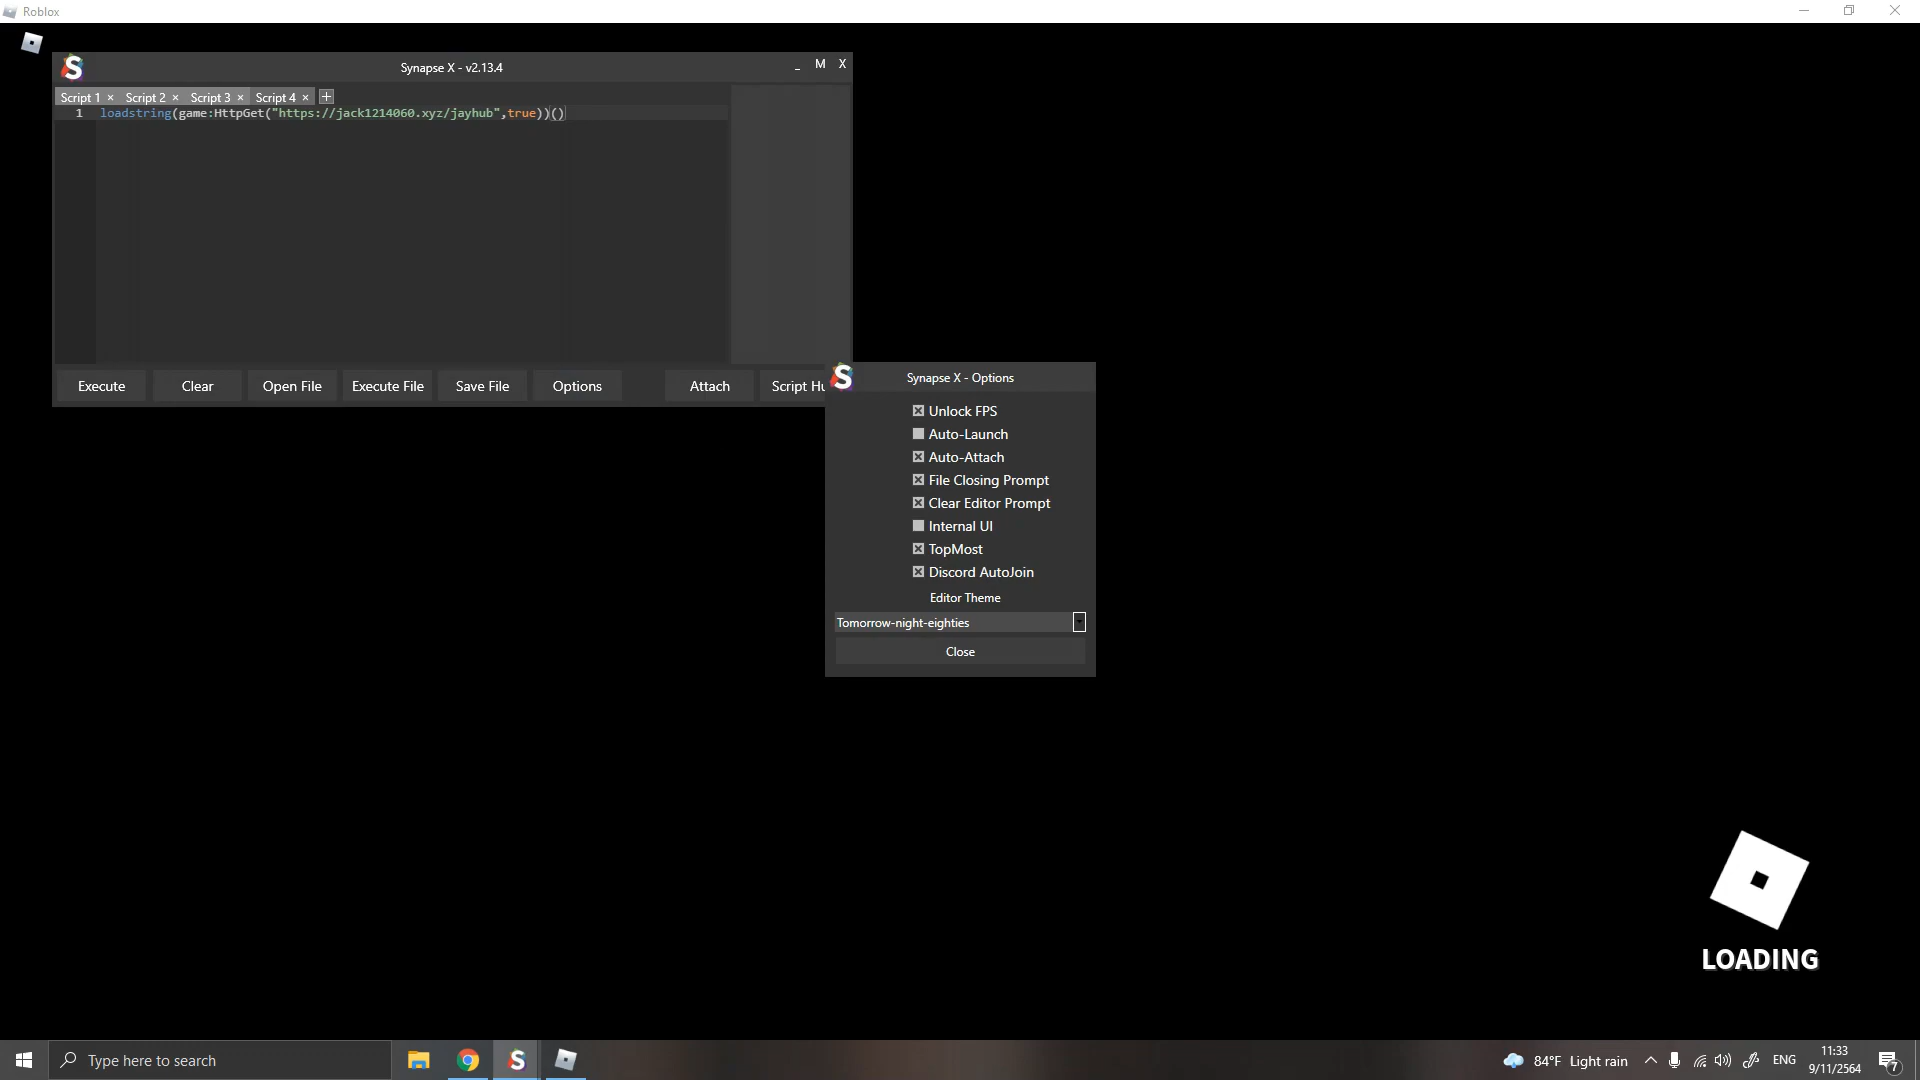 Roblox
Synapse X - v2.13.4
_ M X
Script 1 × Script 2 × Script 3 × Script 4 × +
1 loadstring(game:HttpGet("https://jack1214060.xyz/jayhub",true))()
Execute Clear Open File Execute File Save File Options Attach Script Hu
Synapse X - Options
Unlock FPS
Auto-Launch
Auto-Attach
File Closing Prompt
Clear Editor Prompt
Internal UI
TopMost
Discord AutoJoin
Editor Theme
Tomorrow-night-eighties
Close
LOADING
Type here to search
84°F Light rain
ENG
11:33
9/11/2564
7